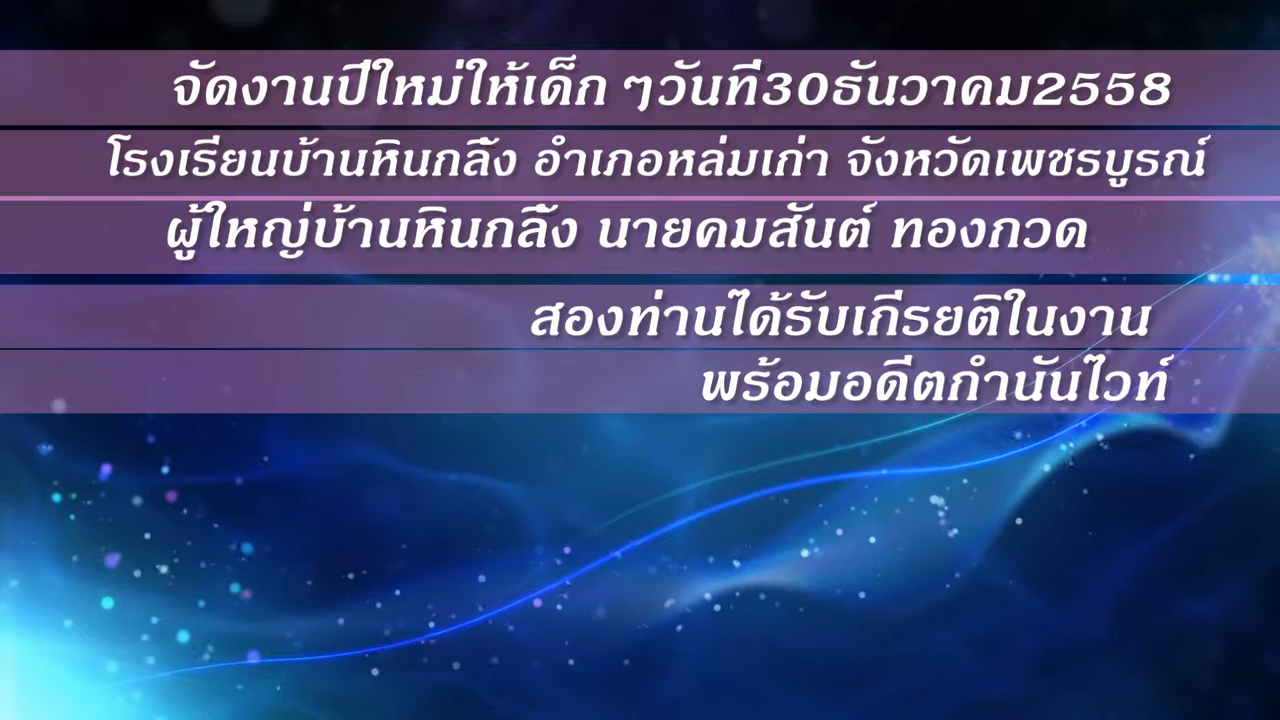 จัดงานปีใหม่ให้เด็ก ๆวันที่30ธันวาคม2558
โรงเรียนบ้านหินกลิ้ง อำเภอหล่มเก่า จังหวัดเพชรบูรณ์
ผู้ใหญ่บ้านหินกลิ้ง นายคมสันต์ ทองกวด
สองท่านได้รับเกีรยติในงาน
พร้อมอดีตกำนันไวท์